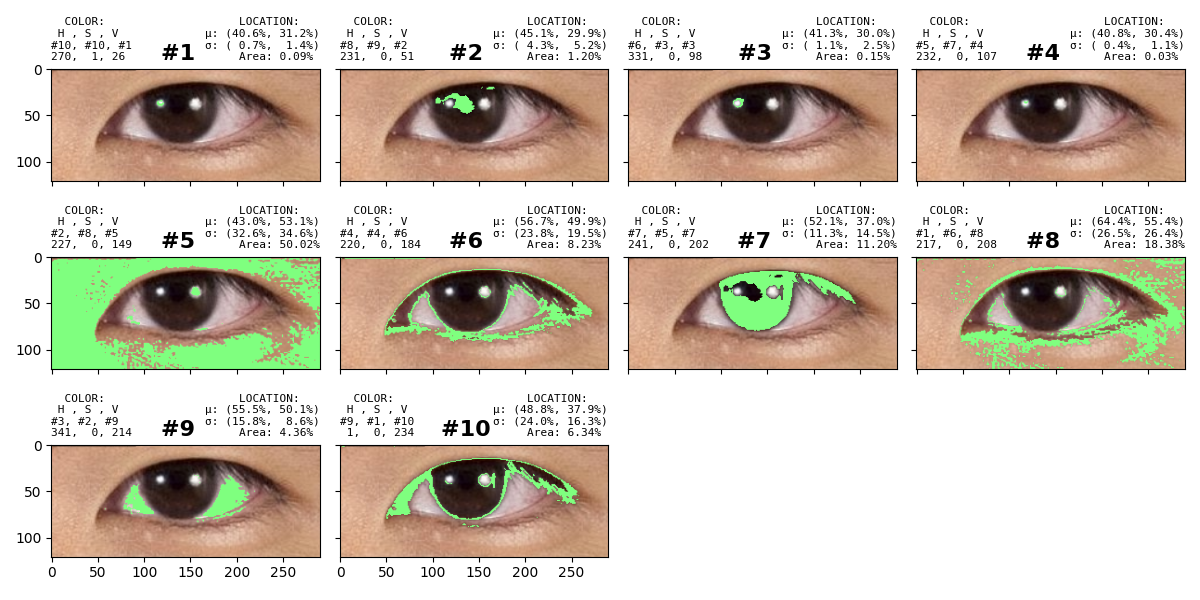 COLOR: LOCATION:
H , S , V μ: (40.6%, 31.2%)
#10, #10, #1 #1 σ: ( 0.7%, 1.4%)
270, 1, 26 Area: 0.09%
COLOR: LOCATION:
H , S , V μ: (45.1%, 29.9%)
#8, #9, #2 #2 σ: ( 4.3%, 5.2%)
231, 0, 51 Area: 1.20%
COLOR: LOCATION:
H , S , V μ: (41.3%, 30.0%)
#6, #3, #3 #3 σ: ( 1.1%, 2.5%)
331, 0, 98 Area: 0.15%
COLOR: LOCATION:
H , S , V μ: (40.8%, 30.4%)
#5, #7, #4 #4 σ: ( 0.4%, 1.1%)
232, 0, 107 Area: 0.03%
0
50
100
COLOR: LOCATION:
H , S , V μ: (43.0%, 53.1%)
#2, #8, #5 #5 σ: (32.6%, 34.6%)
227, 0, 149 Area: 50.02%
COLOR: LOCATION:
H , S , V μ: (56.7%, 49.9%)
#4, #4, #6 #6 σ: (23.8%, 19.5%)
220, 0, 184 Area: 8.23%
COLOR: LOCATION:
H , S , V μ: (52.1%, 37.0%)
#7, #5, #7 #7 σ: (11.3%, 14.5%)
241, 0, 202 Area: 11.20%
COLOR: LOCATION:
H , S , V μ: (64.4%, 55.4%)
#1, #6, #8 #8 σ: (26.5%, 26.4%)
217, 0, 208 Area: 18.38%
0
50
100
COLOR: LOCATION:
H , S , V μ: (55.5%, 50.1%)
#3, #2, #9 #9 σ: (15.8%, 8.6%)
341, 0, 214 Area: 4.36%
COLOR: LOCATION:
H , S , V μ: (48.8%, 37.9%)
#9, #1, #10 #10 σ: (24.0%, 16.3%)
1, 0, 234 Area: 6.34%
0
50
100
0 50 100 150 200 250
0 50 100 150 200 250